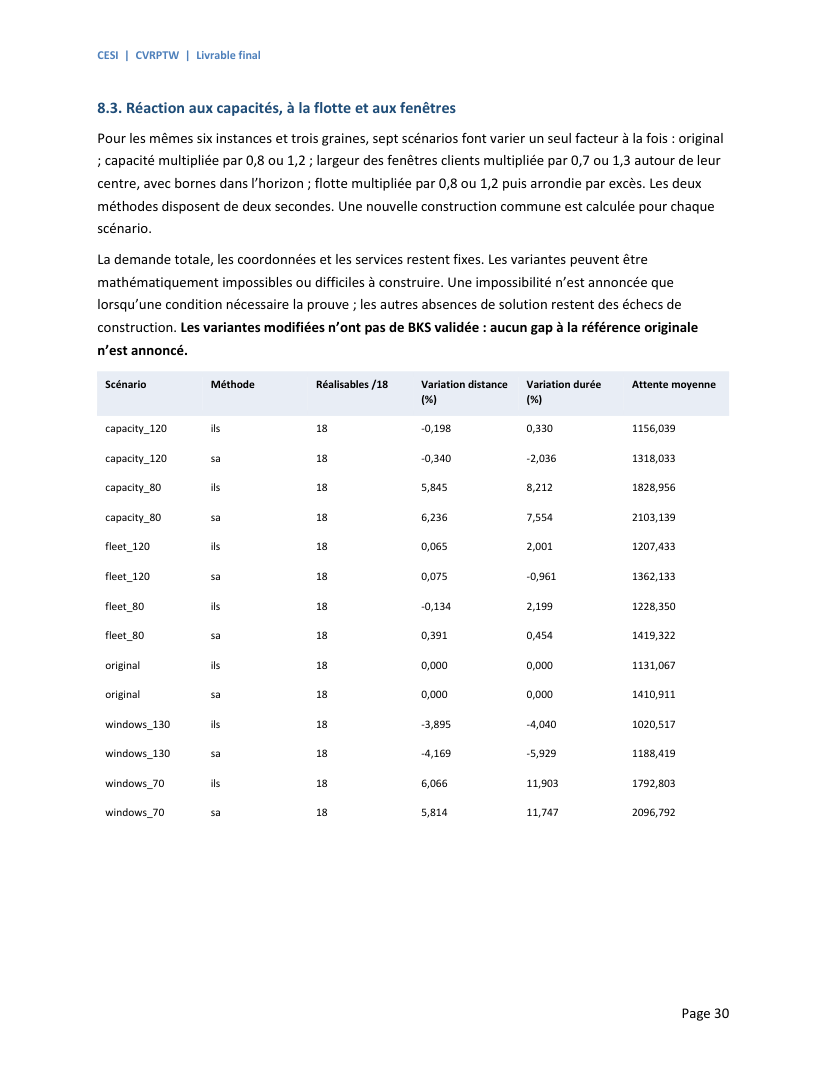 CESI | CVRPTW | Livrable final
8.3. Réaction aux capacités, à la flotte et aux fenêtres
Pour les mêmes six instances et trois graines, sept scénarios font varier un seul facteur à la fois : original
; capacité multipliée par 0,8 ou 1,2 ; largeur des fenêtres clients multipliée par 0,7 ou 1,3 autour de leur
centre, avec bornes dans l’horizon ; flotte multipliée par 0,8 ou 1,2 puis arrondie par excès. Les deux
méthodes disposent de deux secondes. Une nouvelle construction commune est calculée pour chaque
scénario.
La demande totale, les coordonnées et les services restent fixes. Les variantes peuvent être
mathématiquement impossibles ou difficiles à construire. Une impossibilité n’est annoncée que
lorsqu’une condition nécessaire la prouve ; les autres absences de solution restent des échecs de
construction. Les variantes modifiées n’ont pas de BKS validée : aucun gap à la référence originale
n’est annoncé.
Scénario Méthode Réalisables /18 Variation distance Variation durée Attente moyenne
(%) (%)
capacity_120 ils 18 -0,198 0,330 1156,039
capacity_120 sa 18 -0,340 -2,036 1318,033
capacity_80 ils 18 5,845 8,212 1828,956
capacity_80 sa 18 6,236 7,554 2103,139
fleet_120 ils 18 0,065 2,001 1207,433
fleet_120 sa 18 0,075 -0,961 1362,133
fleet_80 ils 18 -0,134 2,199 1228,350
fleet_80 sa 18 0,391 0,454 1419,322
original ils 18 0,000 0,000 1131,067
original sa 18 0,000 0,000 1410,911
windows_130 ils 18 -3,895 -4,040 1020,517
windows_130 sa 18 -4,169 -5,929 1188,419
windows_70 ils 18 6,066 11,903 1792,803
windows_70 sa 18 5,814 11,747 2096,792
Page 30